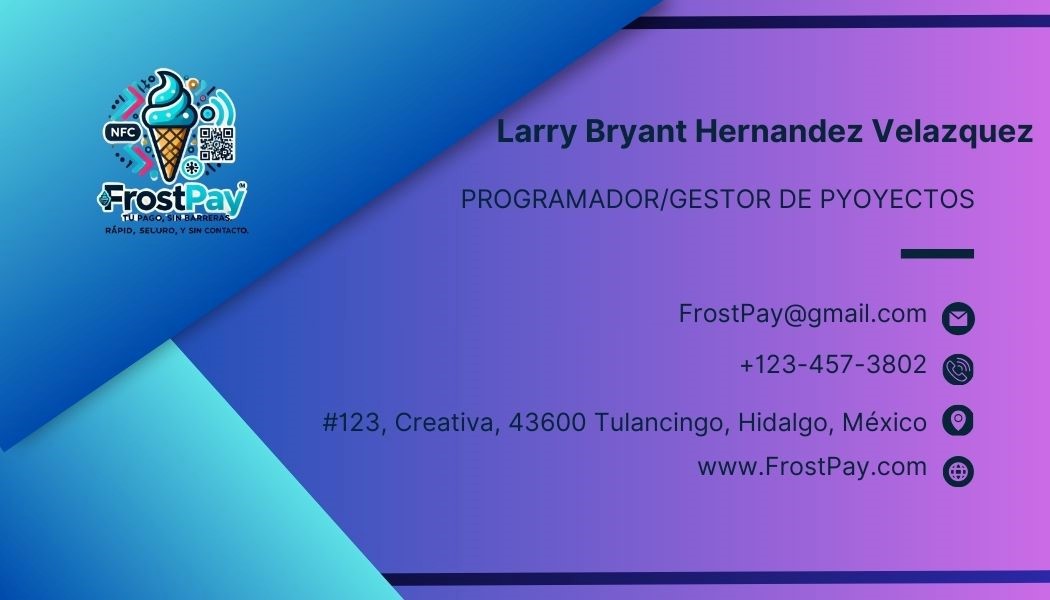 NFC
FrostPay
TU PAGO, SIN BARRERAS
RÁPID, SELURO, Y SIN CONTACTO.
Larry Bryant Hernandez Velazquez
PROGRAMADOR/GESTOR DE PYOYECTOS
FrostPay@gmail.com
+123-457-3802
#123, Creativa, 43600 Tulancingo, Hidalgo, México
www.FrostPay.com